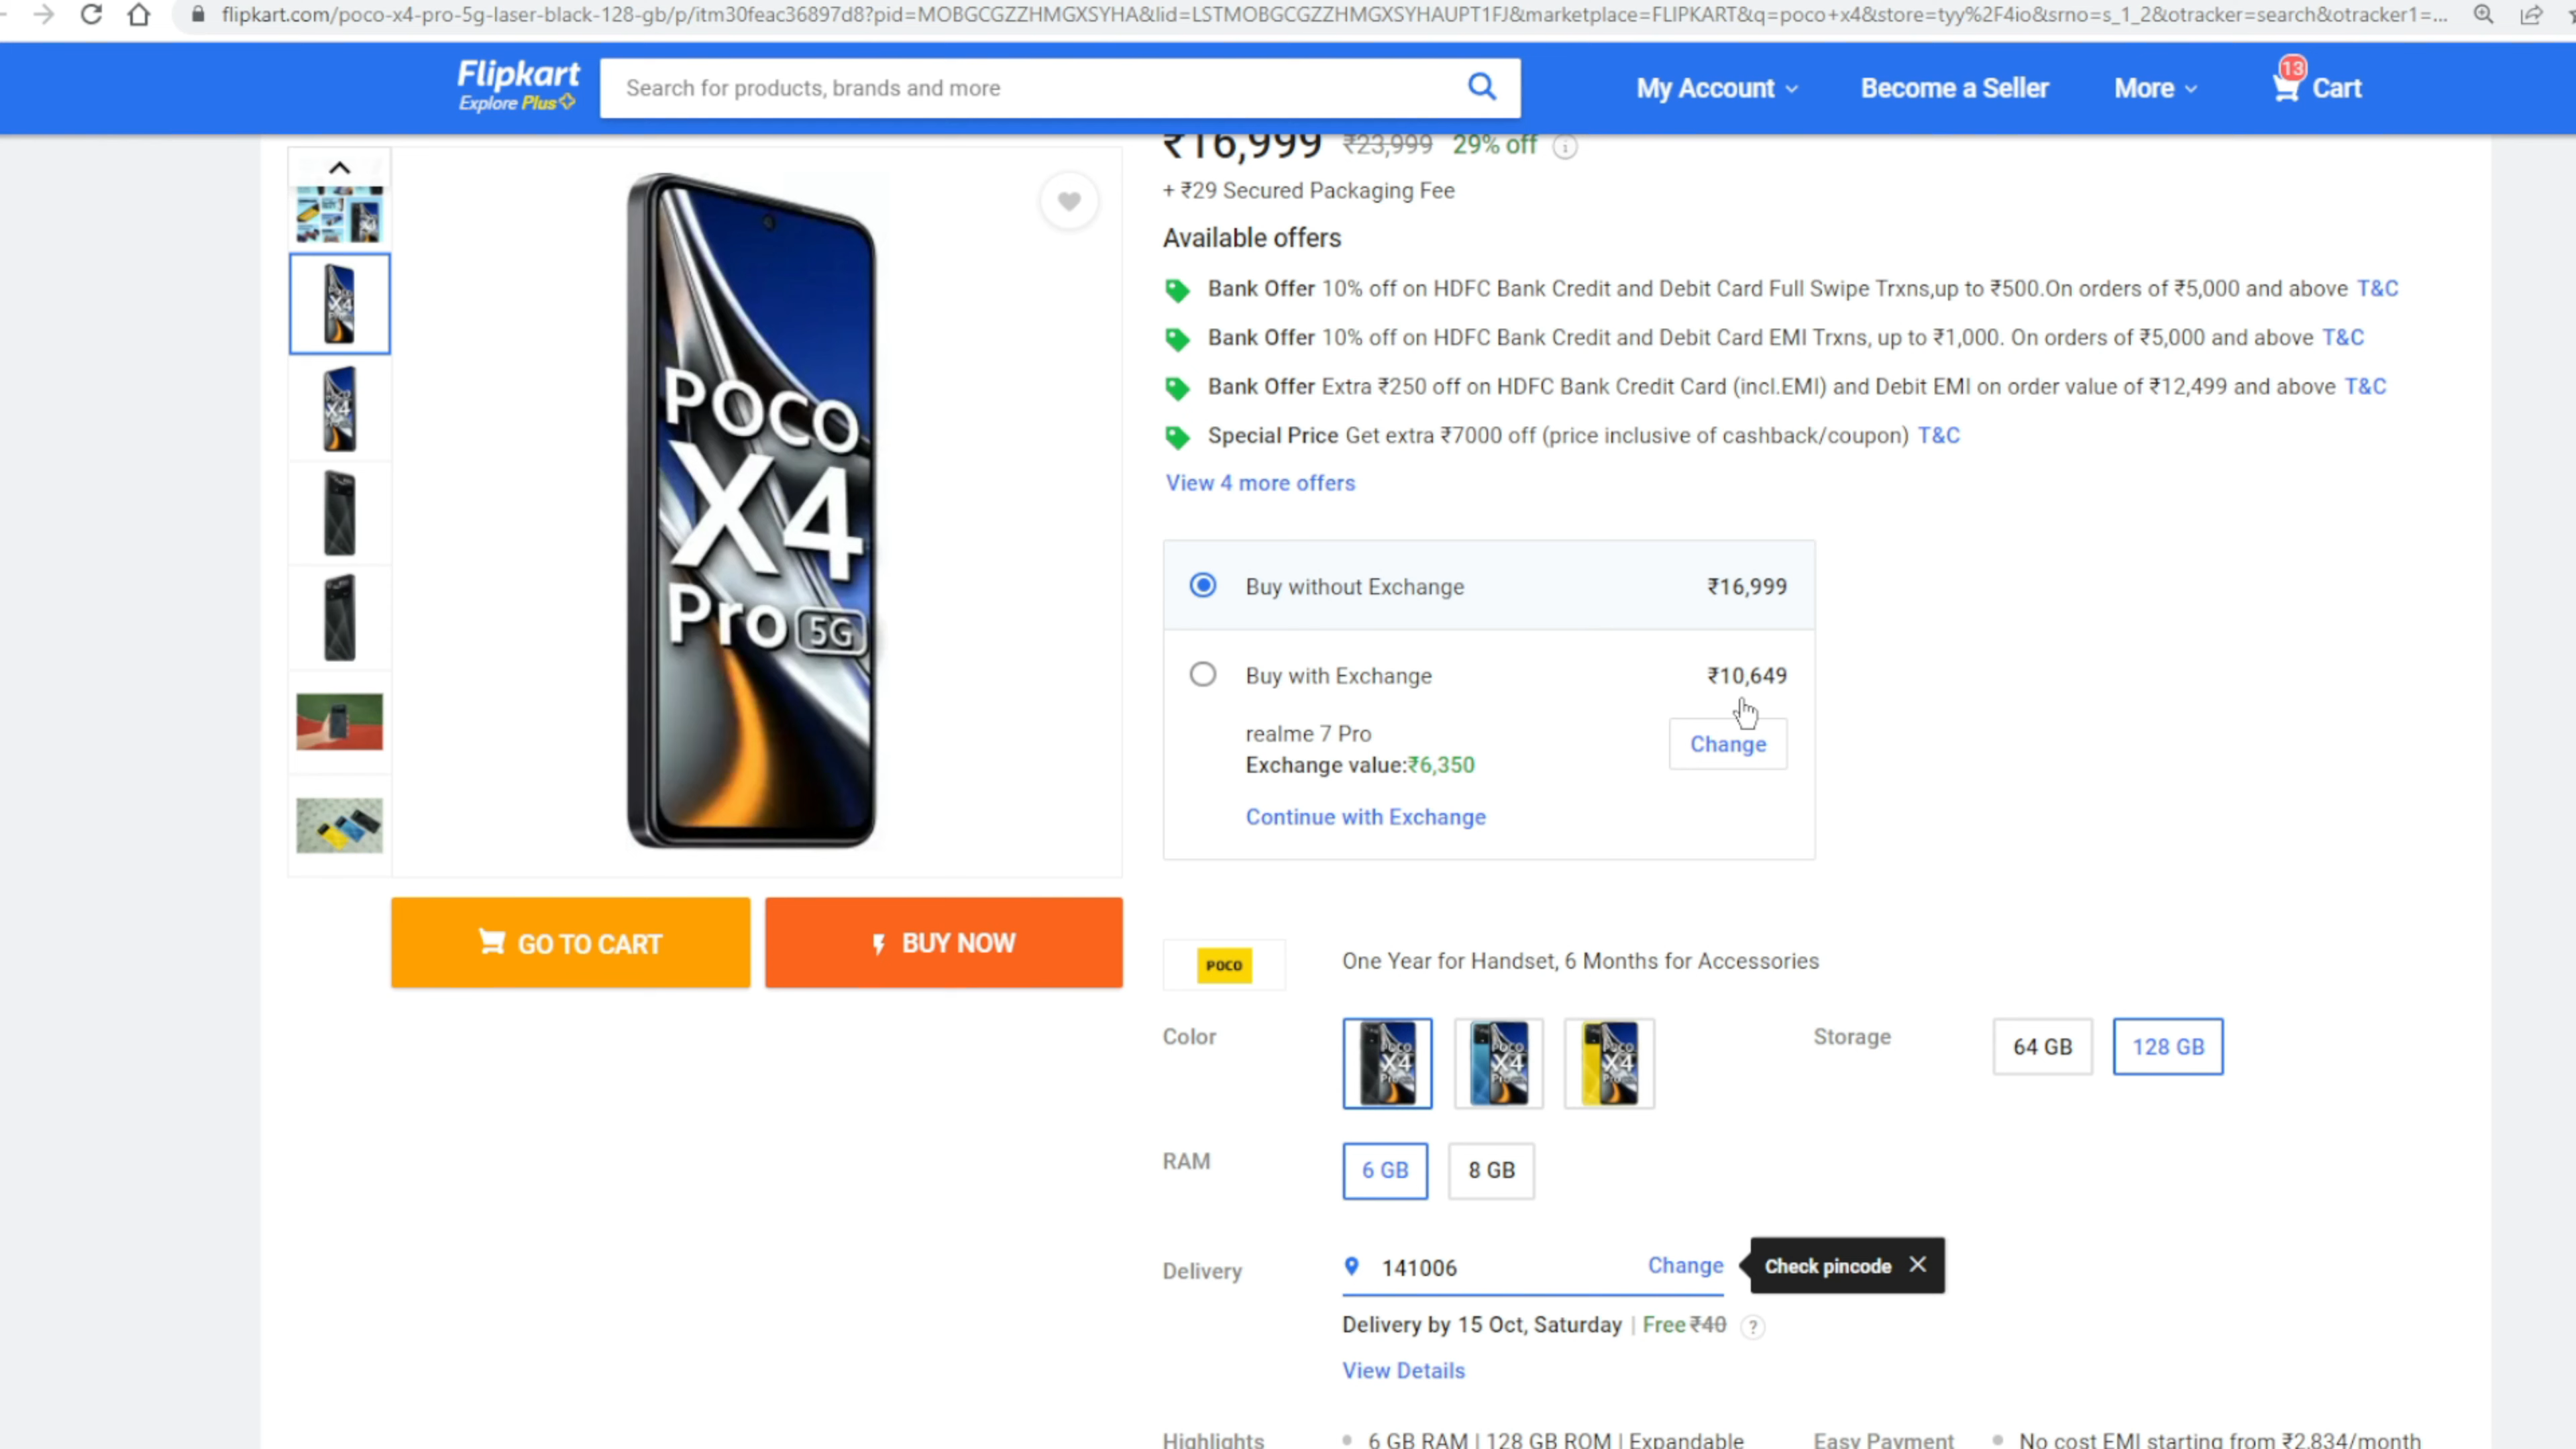 flipkart.com/poco-x4-pro-5g-laser-black-128-gb/p/itm30feac36897d8?pid=MOBGCGZZHMGXSYHA&lid=LSTMOBGCGZZHMGXSYHAUPT1FJ&marketplace=FLIPKART&q=poco+x4&store=tyy%2F4io&srno=s_1_2&otracker=search&otracker1=...
Flipkart
Explore Plus
Search for products, brands and more
My Account
Become a Seller
More
13
Cart
₹16,999 ₹23,999 29% off
+ ₹29 Secured Packaging Fee
Available offers
Bank Offer 10% off on HDFC Bank Credit and Debit Card Full Swipe Trxns,up to ₹500.On orders of ₹5,000 and above T&C
Bank Offer 10% off on HDFC Bank Credit and Debit Card EMI Trxns, up to ₹1,000. On orders of ₹5,000 and above T&C
Bank Offer Extra ₹250 off on HDFC Bank Credit Card (incl.EMI) and Debit EMI on order value of ₹12,499 and above T&C
Special Price Get extra ₹7000 off (price inclusive of cashback/coupon) T&C
View 4 more offers
POCO
X4
Pro 5G
Buy without Exchange ₹16,999
Buy with Exchange ₹10,649
realme 7 Pro
Change
Exchange value:₹6,350
Continue with Exchange
GO TO CART
BUY NOW
POCO
One Year for Handset, 6 Months for Accessories
Color
Storage
64 GB
128 GB
RAM
6 GB
8 GB
Delivery
141006
Change
Check pincode
Delivery by 15 Oct, Saturday | Free ₹40 ?
View Details
Highlights
6 GB RAM | 128 GB ROM | Expandable
Easy Payment
No cost EMI starting from ₹2,834/month